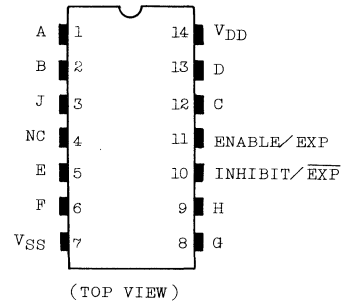 A 1 14 VDD
B 2 13 D
J 3 12 C
NC 4 11 ENABLE/EXP
E 5 10 INHIBIT/E̅X̅P̅
F 6 9 H
VSS 7 8 G
(TOP VIEW)